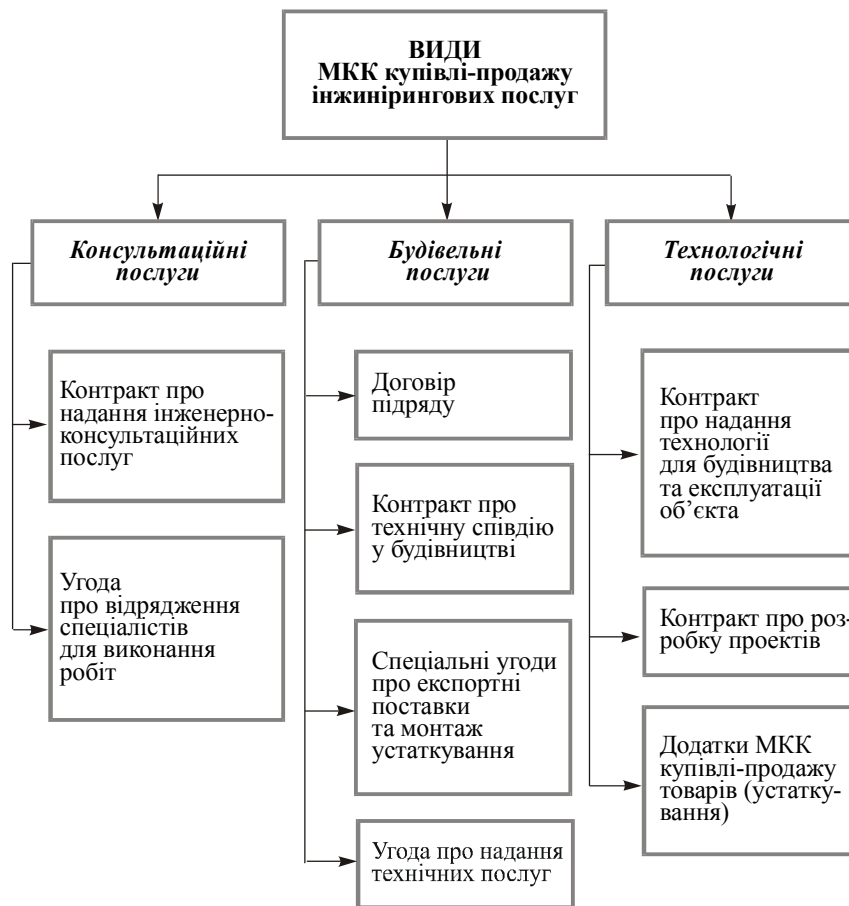 ВИДИ
МКК купівлі-продажу
інжинірингових послуг
Консультаційні
послуги
Контракт про
надання інженерно-
консультаційних
послуг
Угода
про відрядження
спеціалістів
для виконання
робіт
Будівельні
послуги
Договір
підряду
Контракт про
технічну співдію
у будівництві
Спеціальні угоди
про експортні
поставки
та монтаж
устаткування
Угода про надання
технічних послуг
Технологічні
послуги
Контракт
про надання
технології
для будівництва
та експлуатації
об’єкта
Контракт про роз-
робку проектів
Додатки МКК
купівлі-продажу
товарів (устатку-
вання)